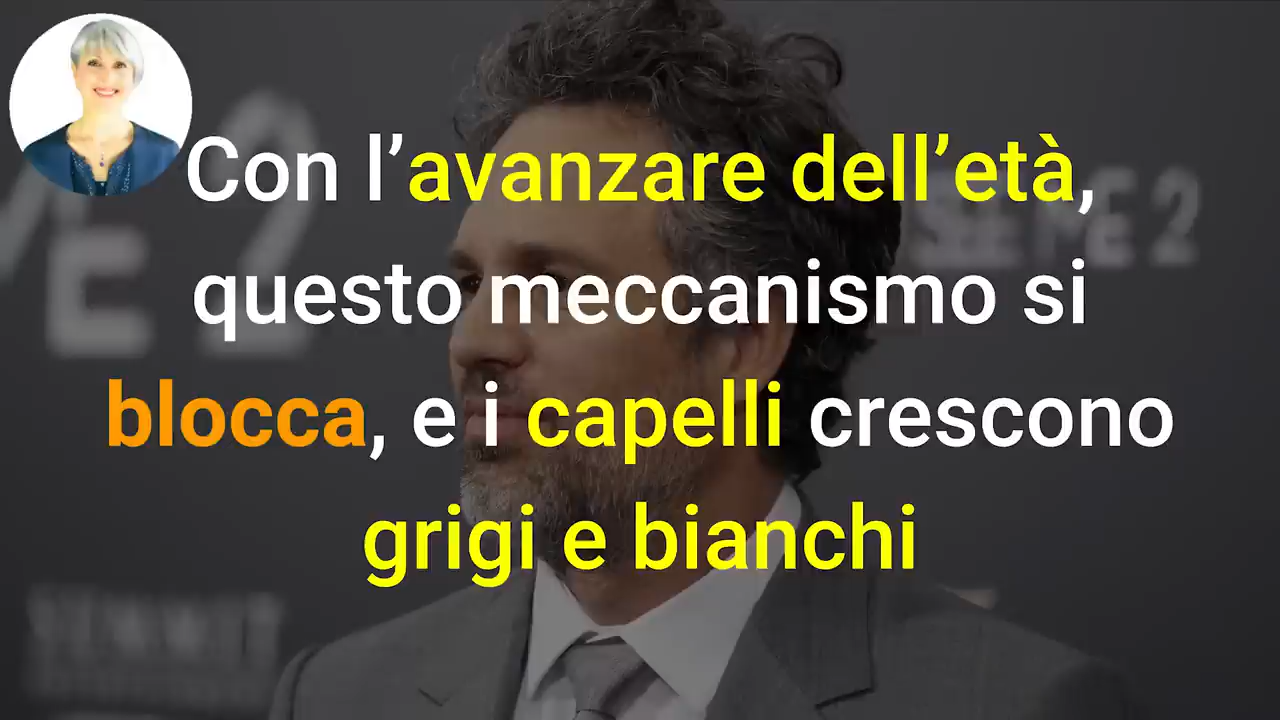 Con l’avanzare dell’età,
questo meccanismo si
blocca, e i capelli crescono
grigi e bianchi